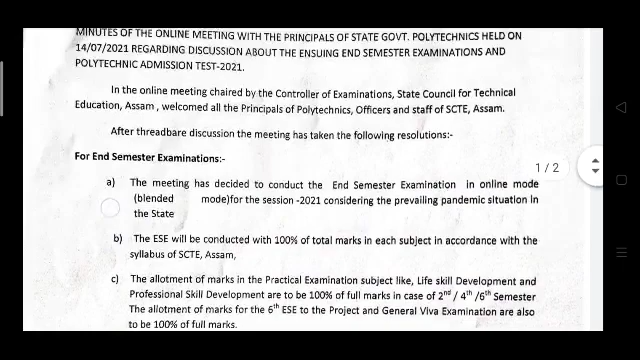 MINUTES OF THE ONLINE MEETING WITH THE PRINCIPALS OF STATE GOVT. POLYTECHNICS HELD ON
14/07/2021 REGARDING DISCUSSION ABOUT THE ENSUING END SEMESTER EXAMINATIONS AND
POLYTECHNIC ADMISSION TEST-2021.
In the online meeting chaired by the Controller of Examinations, State Council for Technical
Education, Assam , welcomed all the Principals of Polytechnics, Officers and staff of SCTE, Assam.
After threadbare discussion the meeting has taken the following resolutions:-
For End Semester Examinations:-
1 / 2
a) The meeting has decided to conduct the End Semester Examination in online mode
(blended mode)for the session -2021 considering the prevailing pandemic situation in
the State
b) The ESE will be conducted with 100% of total marks in each subject in accordance with the
syllabus of SCTE, Assam,
c) The allotment of marks in the Practical Examination subject like, Life skill Development and
Professional Skill Development are to be 100% of full marks in case of 2nd / 4th /6th Semester
The allotment of marks for the 6th ESE to the Project and General Viva Examination are also
to be 100% of full marks.